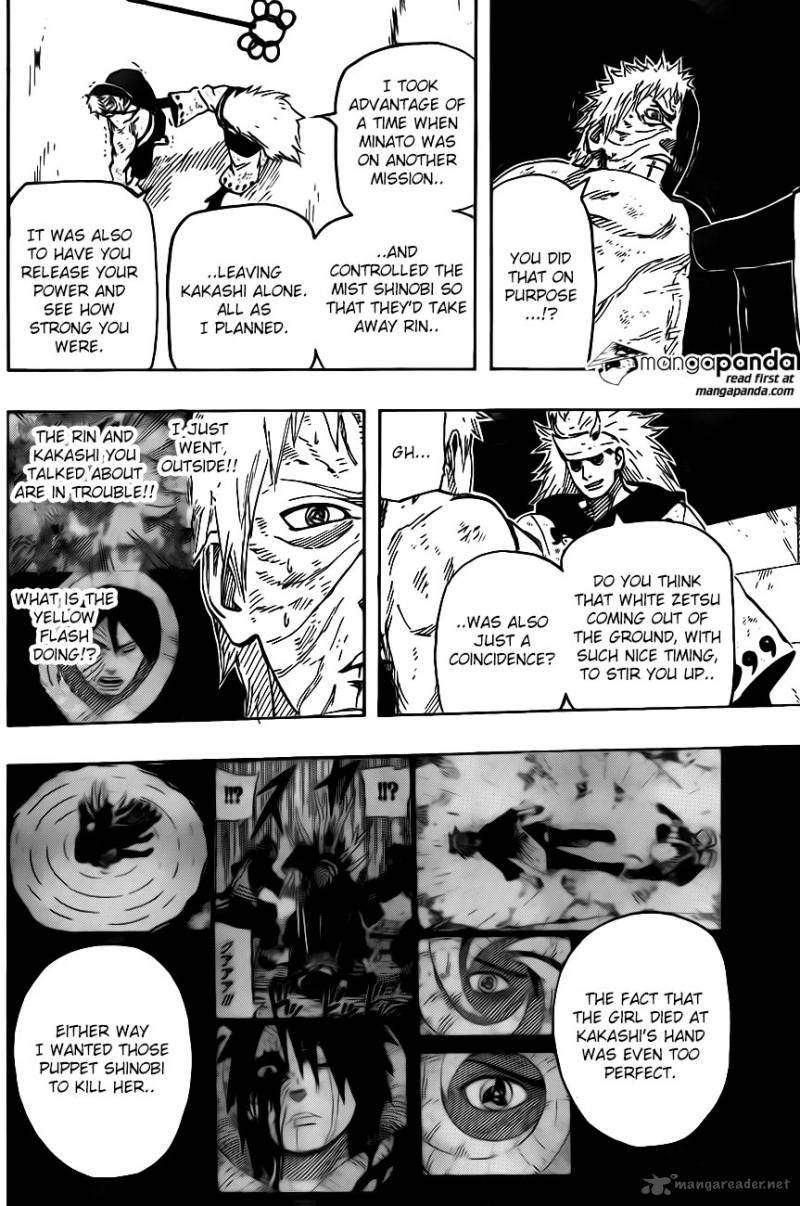 YOU DID
THAT ON
PURPOSE
...!?
I TOOK
ADVANTAGE OF
A TIME WHEN
MINATO WAS
ON ANOTHER
MISSION..
..AND
CONTROLLED THE
MIST SHINOBI SO
THAT THEY'D TAKE
AWAY RIN..
..LEAVING
KAKASHI ALONE.
ALL AS
I PLANNED.
IT WAS ALSO
TO HAVE YOU
RELEASE YOUR
POWER AND
SEE HOW
STRONG YOU
WERE.
mangapanda
read first at
mangapanda.com
GH...
DO YOU THINK
THAT WHITE ZETSU
COMING OUT OF
THE GROUND, WITH
SUCH NICE TIMING,
TO STIR YOU UP..
..WAS ALSO
JUST A
COINCIDENCE?
I JUST
WENT
OUTSIDE!!
THE RIN AND
KAKASHI YOU
TALKED ABOUT
ARE IN TROUBLE!!
WHAT IS THE
YELLOW
FLASH
DOING!?
!!?
!!?
THE FACT THAT
THE GIRL DIED AT
KAKASHI'S HAND
WAS EVEN TOO
PERFECT.
EITHER WAY
I WANTED THOSE
PUPPET SHINOBI
TO KILL HER..
mangareader.net